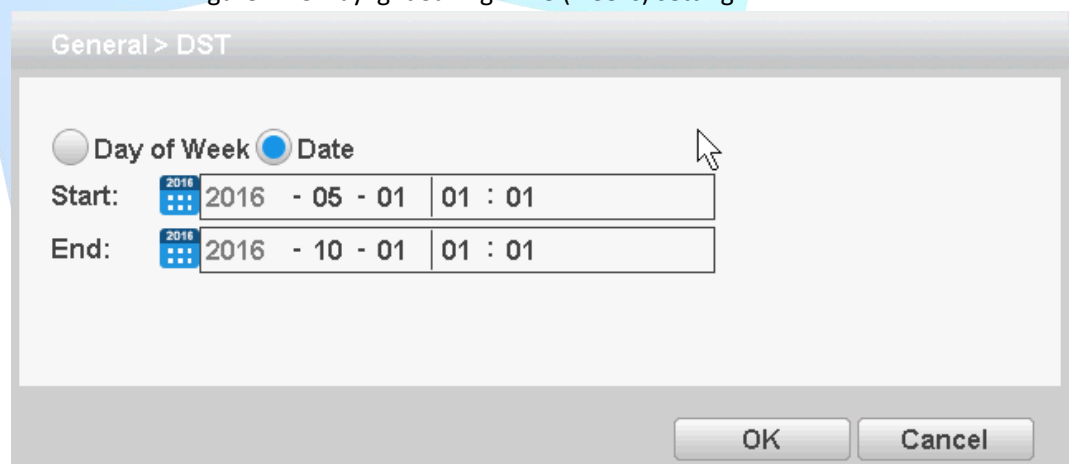 General > DST
Day of Week Date
Start: 2016 2016 - 05 - 01 01 : 01
End: 2016 2016 - 10 - 01 01 : 01
OK Cancel